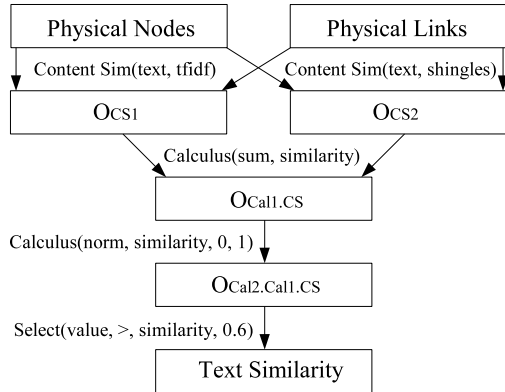 Physical Nodes
Physical Links
Content Sim(text, tfidf)
Content Sim(text, shingles)
OCS1
OCS2
Calculus(sum, similarity)
OCal1.CS
Calculus(norm, similarity, 0, 1)
OCal2.Cal1.CS
Select(value, >, similarity, 0.6)
Text Similarity